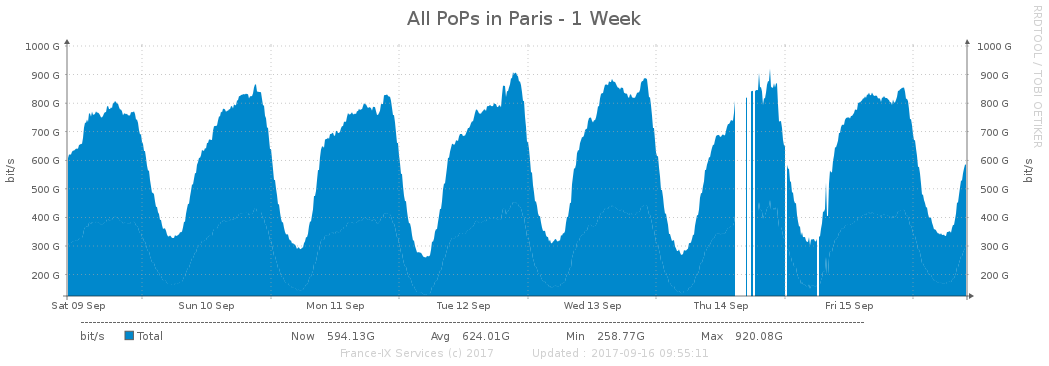 All PoPs in Paris - 1 Week
RRDTOOL / TOBI OETIKER
1000 G 1000 G
900 G 900 G
800 G 800 G
700 G 700 G
600 G 600 G
500 G 500 G
400 G 400 G
300 G 300 G
200 G 200 G
bit/s bit/s
Sat 09 Sep Sun 10 Sep Mon 11 Sep Tue 12 Sep Wed 13 Sep Thu 14 Sep Fri 15 Sep
bit/s Total Now 594.13G Avg 624.01G Min 258.77G Max 920.08G
France-IX Services (c) 2017 Updated : 2017-09-16 09:55:11